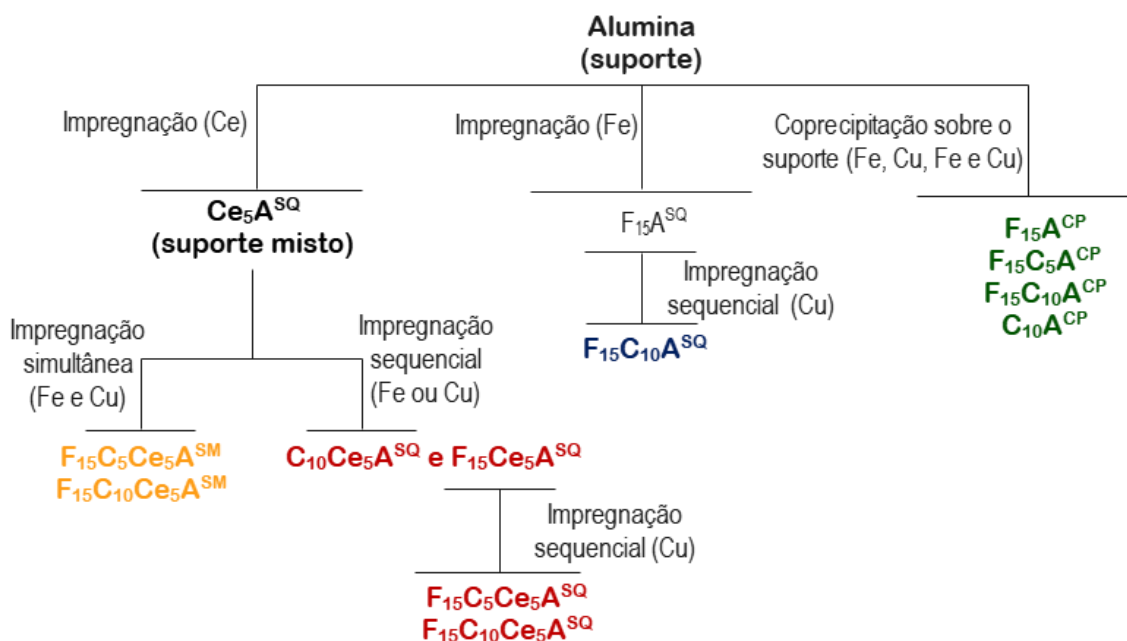 Alumina
(suporte)
Impregnação (Ce)
Impregnação (Fe)
Coprecipitação sobre o
suporte (Fe, Cu, Fe e Cu)
Ce₅Aˢꟴ
(suporte misto)
F₁₅Aˢꟴ
Impregnação
sequencial (Cu)
F₁₅C₁₀Aˢꟴ
F₁₅Aᶜᴾ
F₁₅C₅Aᶜᴾ
F₁₅C₁₀Aᶜᴾ
C₁₀Aᶜᴾ
Impregnação
simultânea
(Fe e Cu)
Impregnação
sequencial
(Fe ou Cu)
F₁₅C₅Ce₅Aˢᴹ
F₁₅C₁₀Ce₅Aˢᴹ
C₁₀Ce₅Aˢꟴ e F₁₅Ce₅Aˢꟴ
Impregnação
sequencial (Cu)
F₁₅C₅Ce₅Aˢꟴ
F₁₅C₁₀Ce₅Aˢꟴ